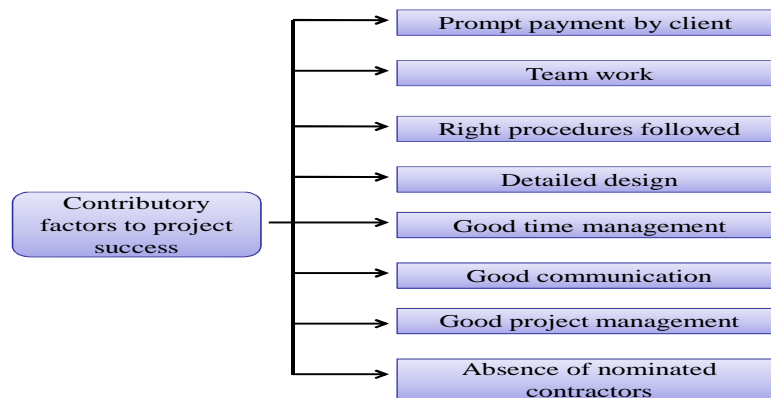 Prompt payment by client
Team work
Right procedures followed
Detailed design
Contributory
factors to project
success
Good time management
Good communication
Good project management
Absence of nominated
contractors